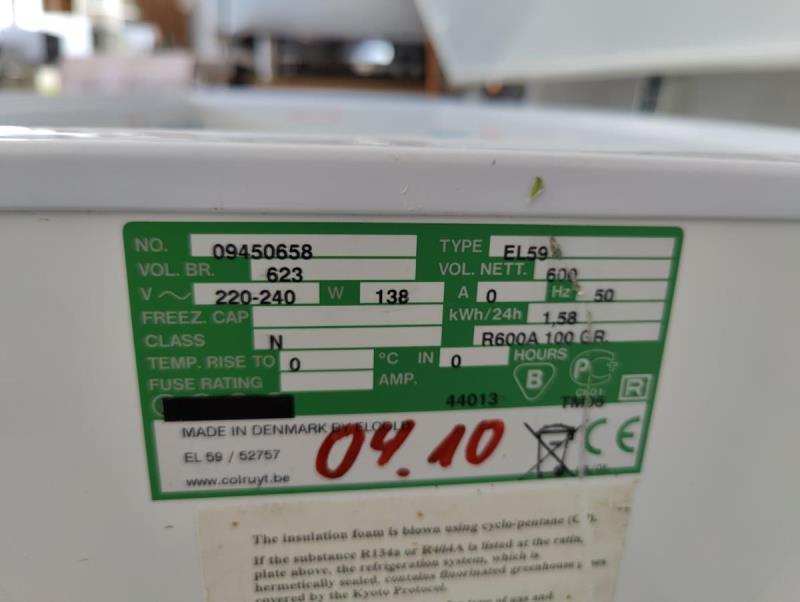 NO. 09450658 TYPE EL59
VOL. BR. 623 VOL. NETT. 600
V ~ 220-240 W 138 A 0 Hz 50
FREEZ. CAP kWh/24h 1,58
CLASS N R600A 100 GR.
TEMP. RISE TO 0 °C IN 0 HOURS
FUSE RATING AMP. B
R
44013
MADE IN DENMARK BY ELCOLD
04.10
EL 59 / 52757
CE
www.colruyt.be
The insulation foam is blown using cyclo-pentane
If the substance R134a or R404A is listed at the ratin
plate above, the refrigeration system, which is
hermetically sealed, contains fluorinated greenhouse
covered by the Kyoto Protocol.